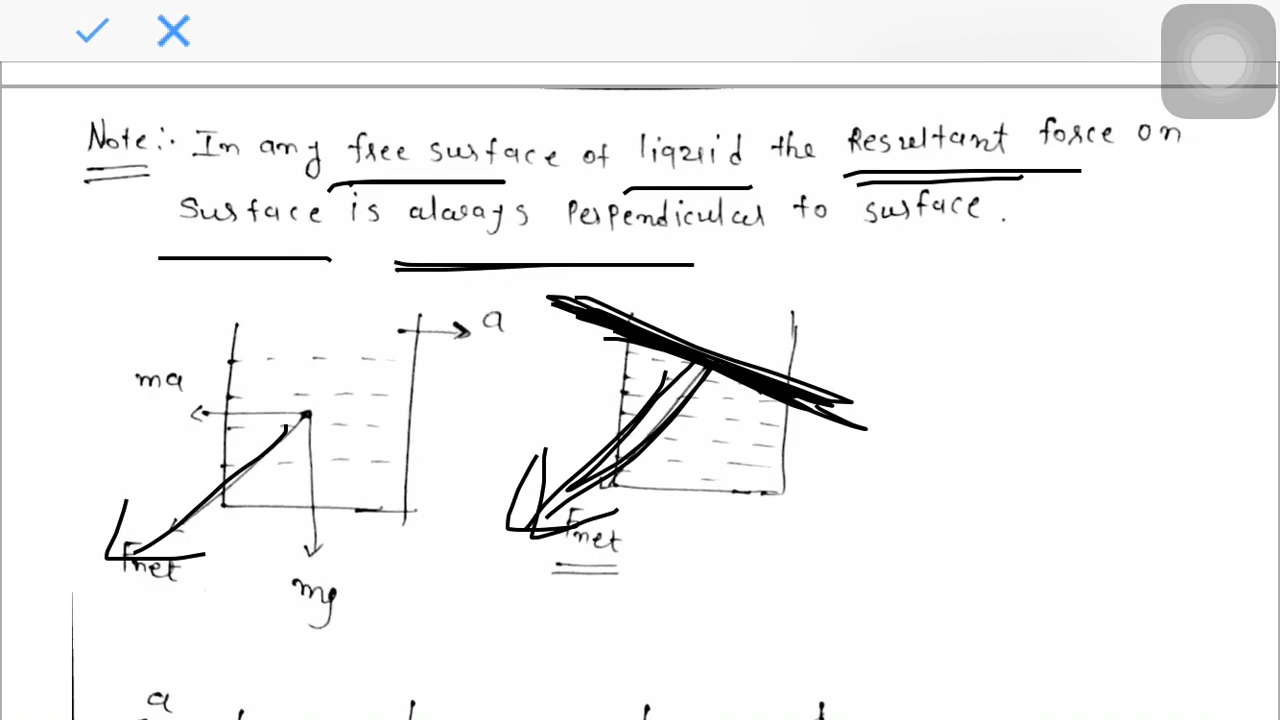 Note:- In any free surface of liquid the Resultant force on
surface is always Perpendicular to surface.
a
ma
Fnet
mg
Fnet
a